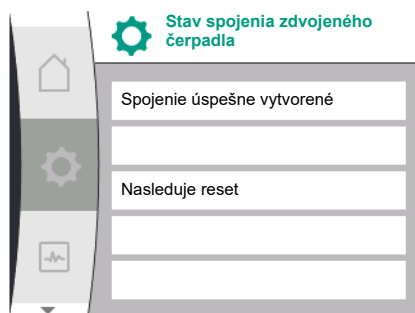 Stav spojenia zdvojeného
čerpadla
Spojenie úspešne vytvorené
Nasleduje reset